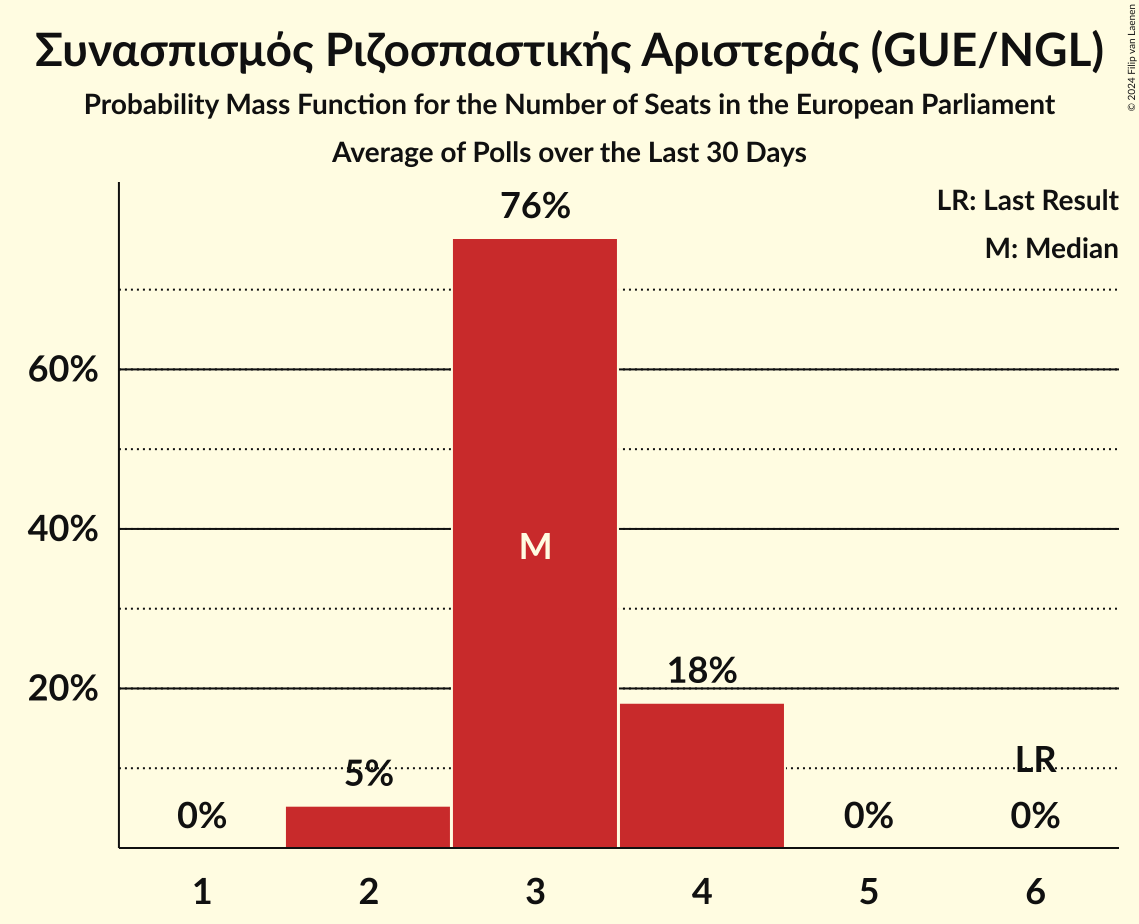 Συνασπισμός Ριζοσπαστικής Αριστεράς (GUE/NGL)
Probability Mass Function for the Number of Seats in the European Parliament
Average of Polls over the Last 30 Days
© 2024 Filip van Laenen
LR: Last Result
M: Median
76%
60%
40%
M
20%
18%
5%
LR
0%
0%
0%
1 2 3 4 5 6